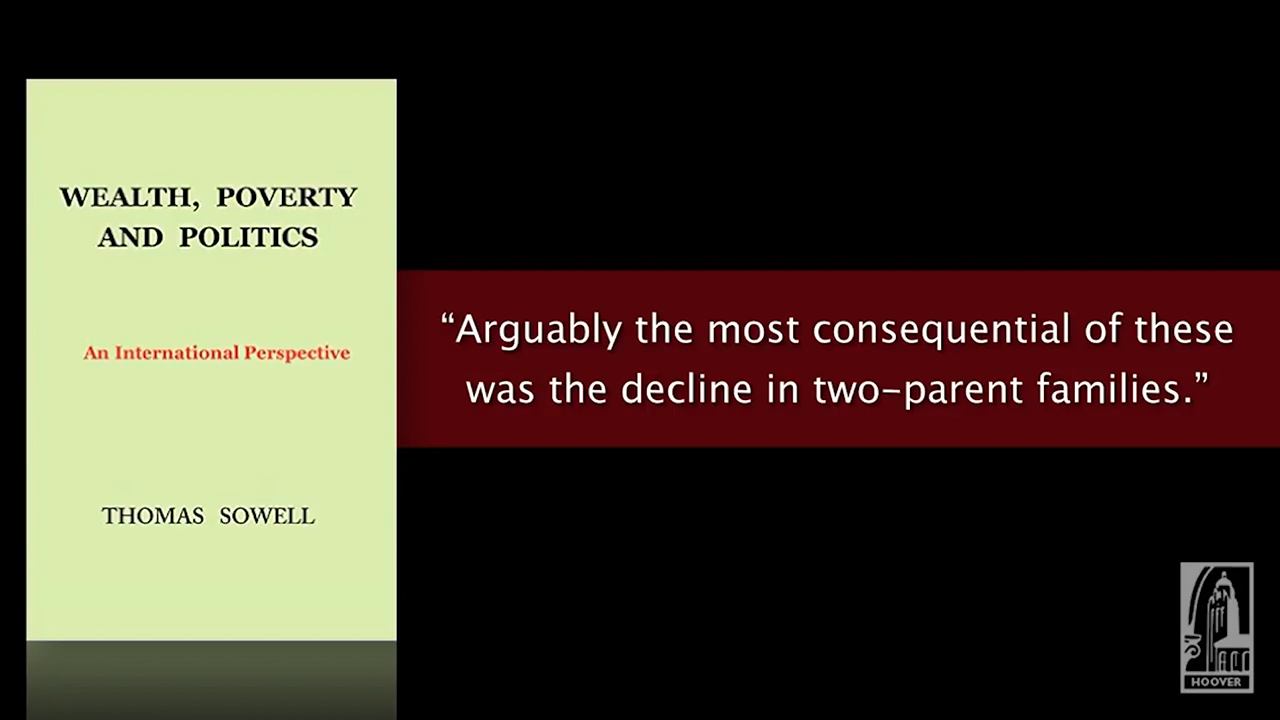 WEALTH, POVERTY
AND POLITICS
An International Perspective
THOMAS SOWELL
“Arguably the most consequential of these
was the decline in two-parent families.”
HOOVER